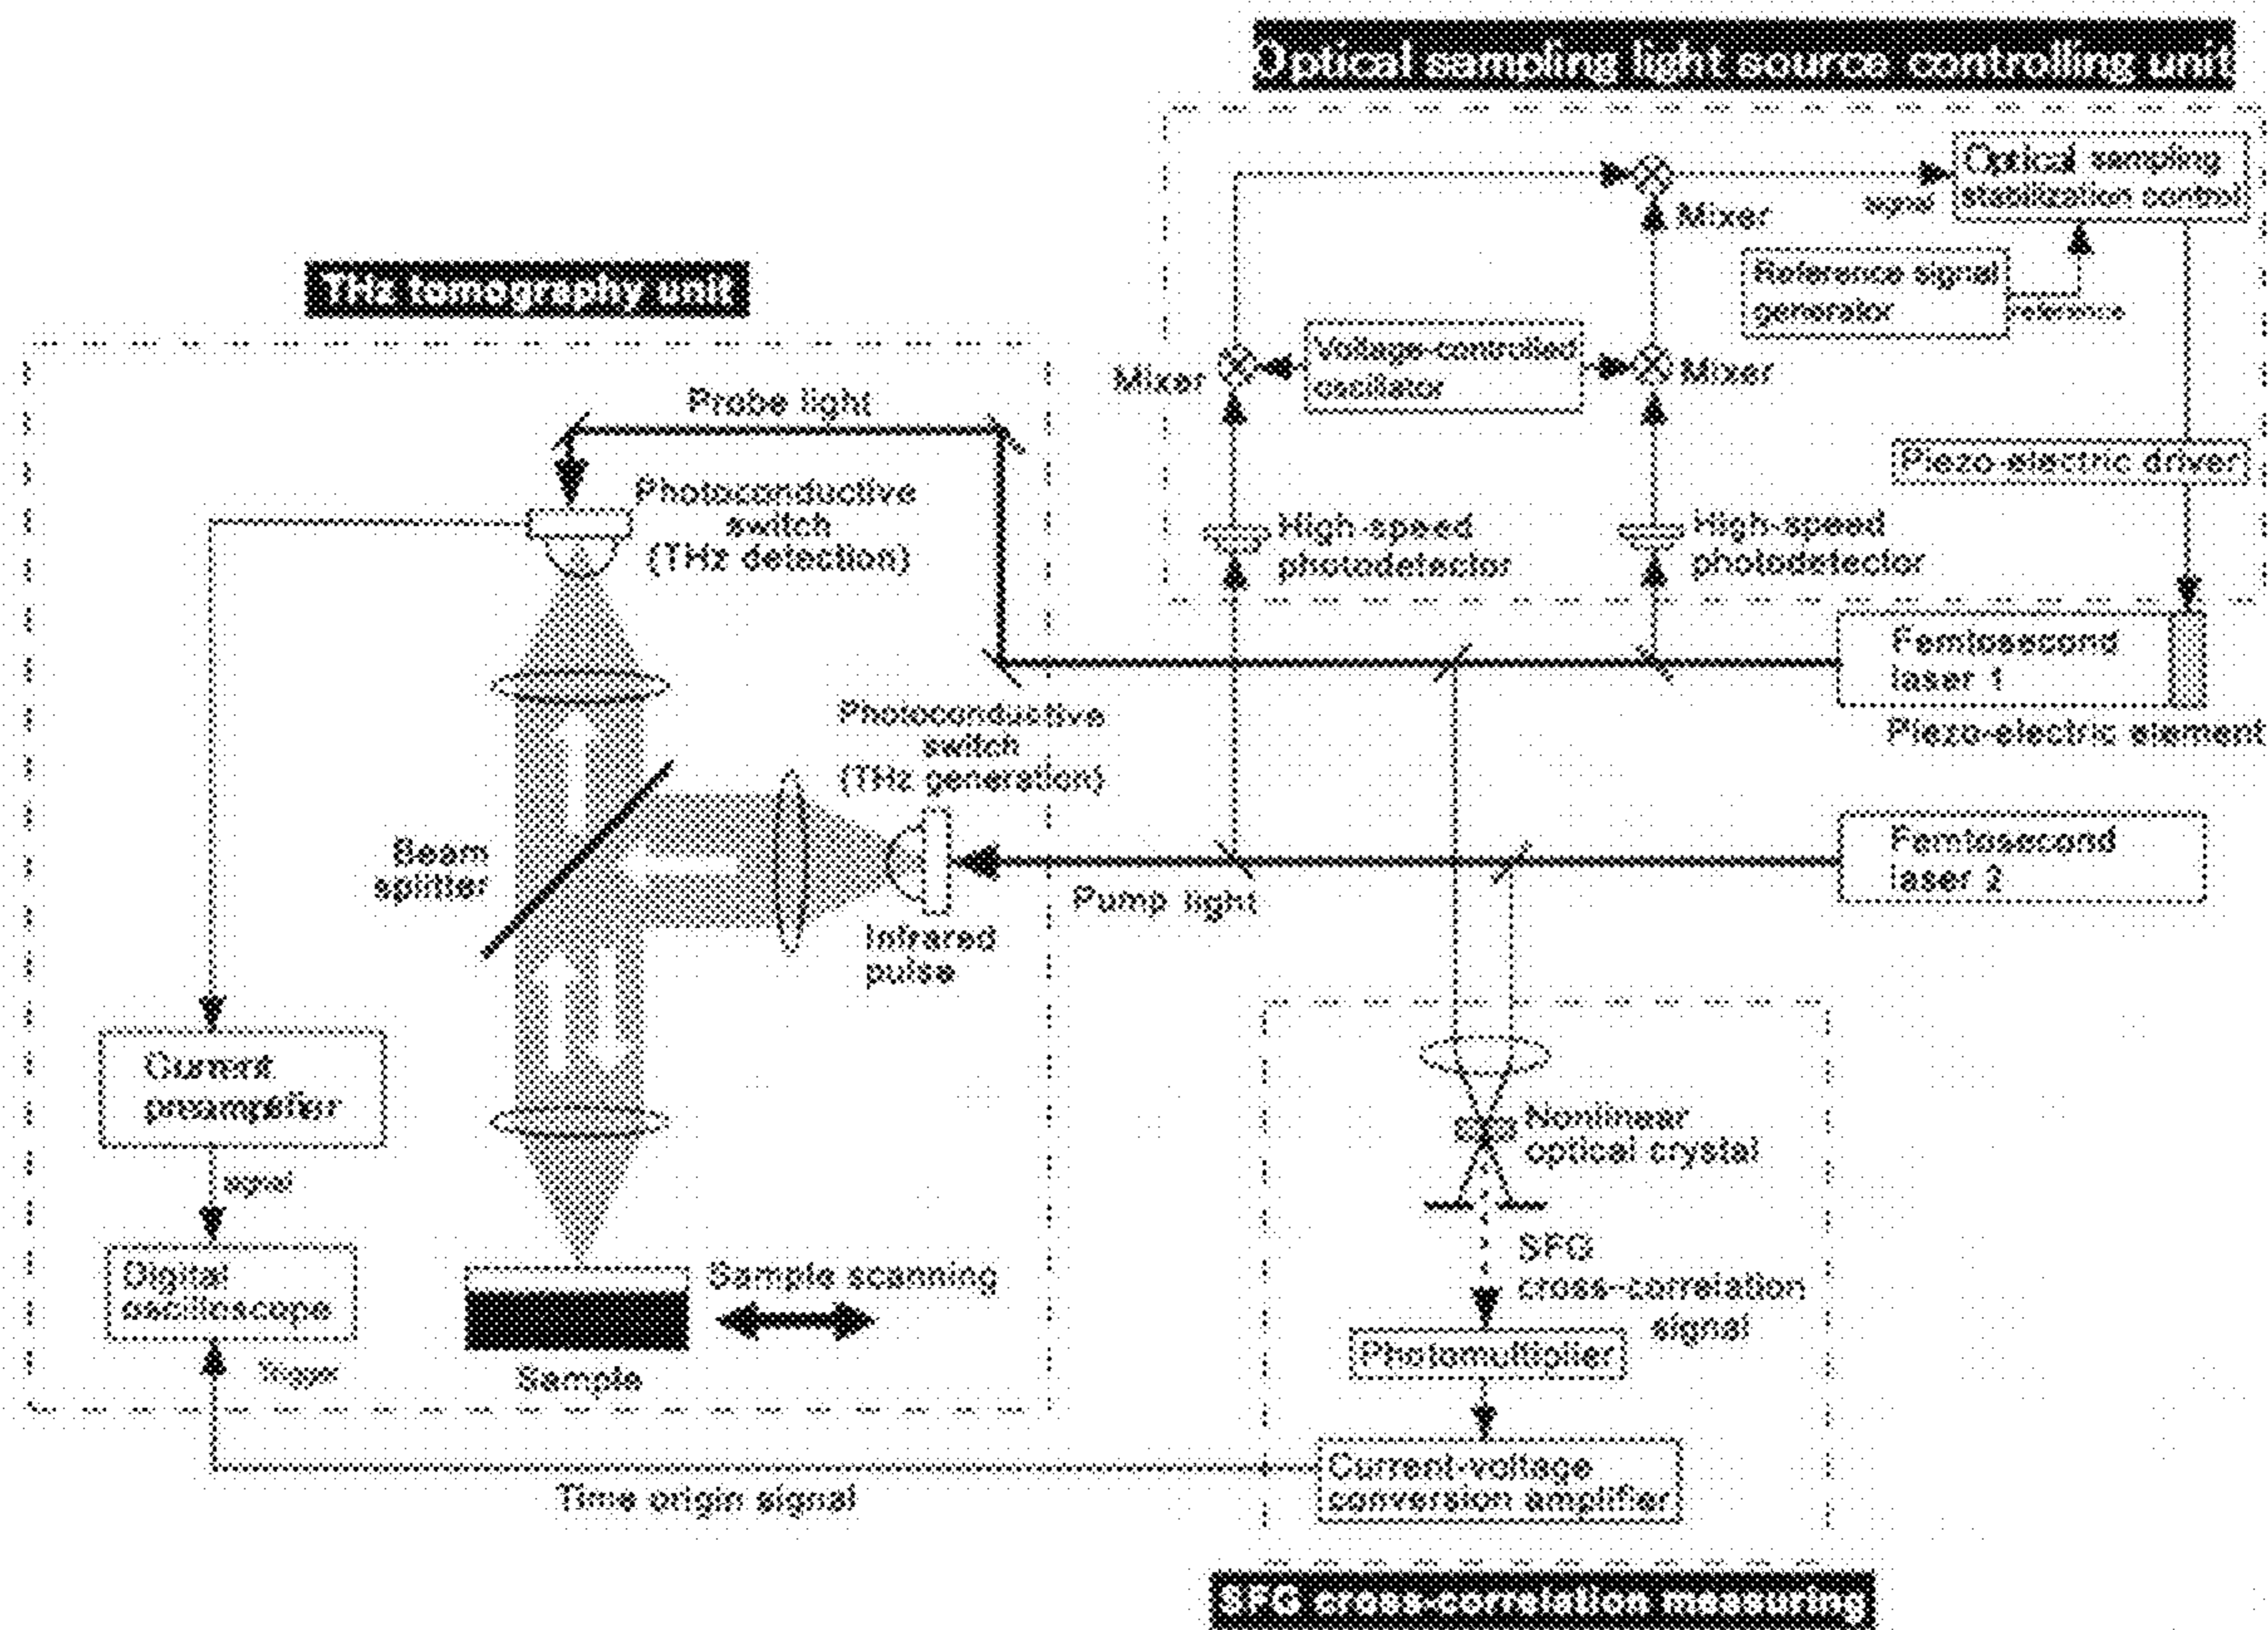 Optical sampling light source controlling unit
Optical sampling
stabilization control
signal
Mixer
Reference signal
generator
reference
THz tomography unit
Voltage-controlled
oscillator
Mixer
Mixer
Probe light
Piezo-electric driver
Photoconductive
switch
(THz detection)
High-speed
photodetector
High-speed
photodetector
Femtosecond
laser 1
Piezo-electric element
Photoconductive
switch
(THz generation)
Femtosecond
laser 2
Beam
splitter
Pump light
Infrared
pulse
Current
preamplifier
Nonlinear
optical crystal
signal
SFG
cross-correlation
signal
Digital
oscilloscope
Sample scanning
Photomultiplier
Trigger
Sample
Current-voltage
conversion amplifier
Time origin signal
SFG cross-correlation measuring